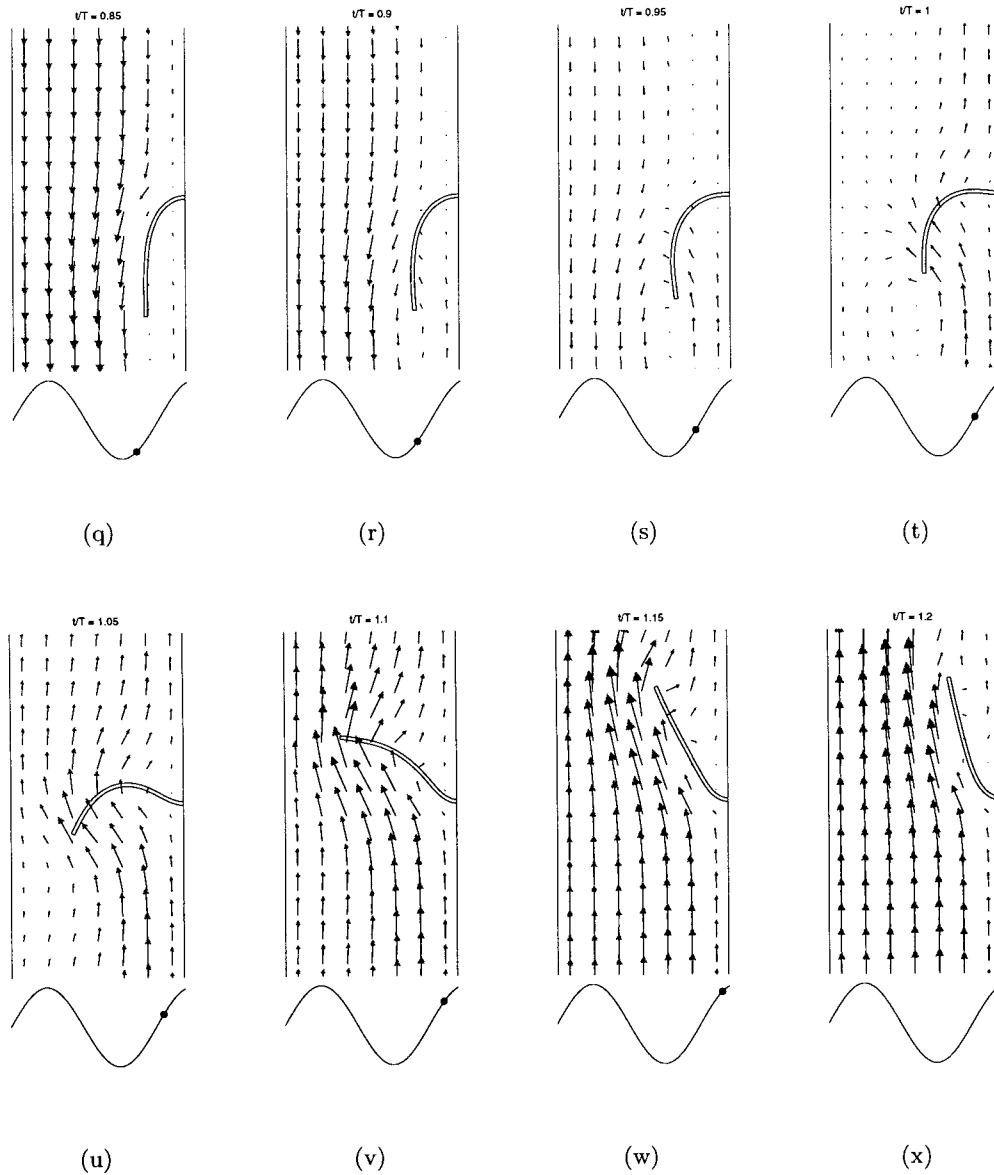 t/T = 0.85
t/T = 0.9
t/T = 0.95
t/T = 1
(q)
(r)
(s)
(t)
t/T = 1.05
t/T = 1.1
t/T = 1.15
t/T = 1.2
(u)
(v)
(w)
(x)